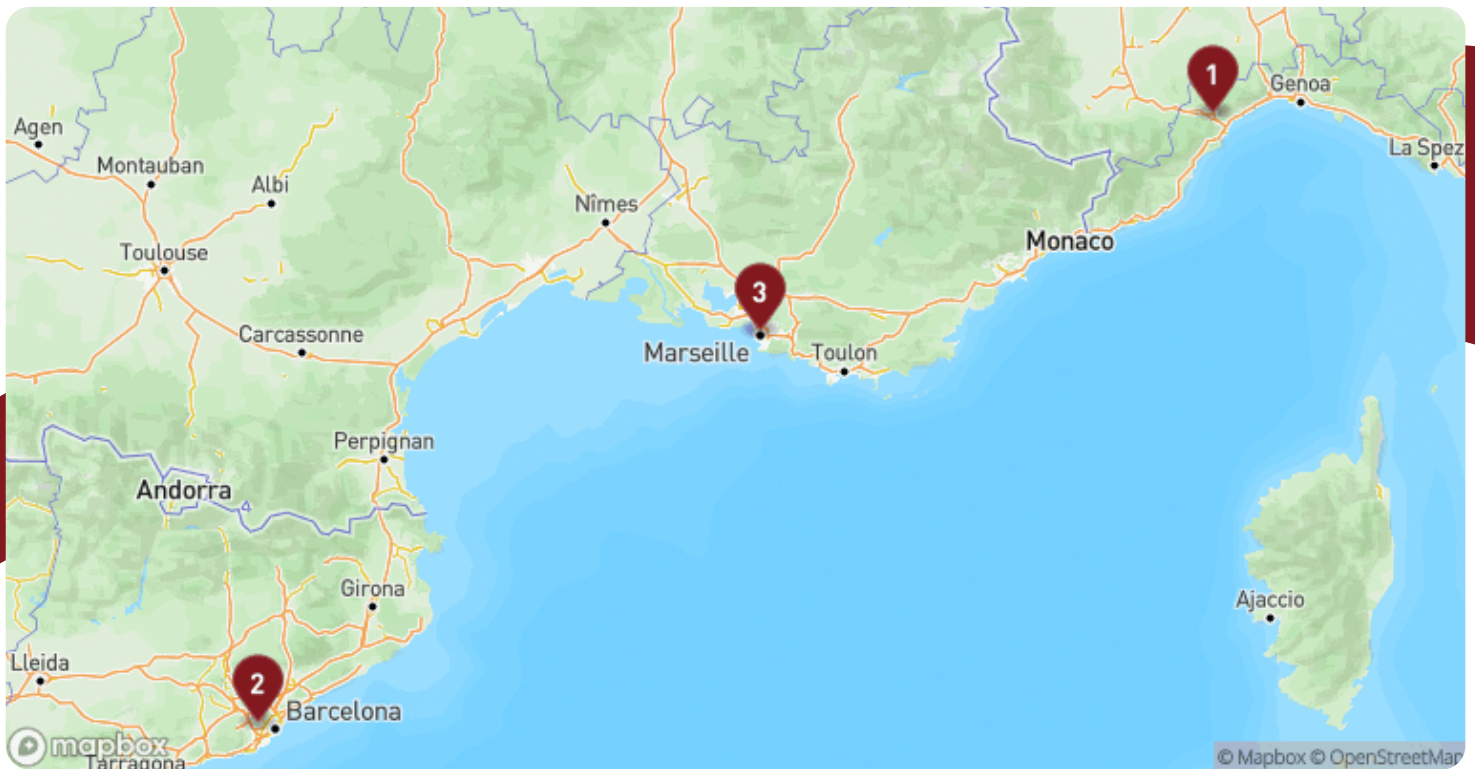 1
Genoa
Agen
La Spez
Montauban
Albi
Nîmes
Toulouse
Monaco
3
Carcassonne
Marseille
Toulon
Perpignan
Andorra
Girona
Ajaccio
Lleida
2
Barcelona
mapbox
Tarragona
© Mapbox © OpenStreetMap